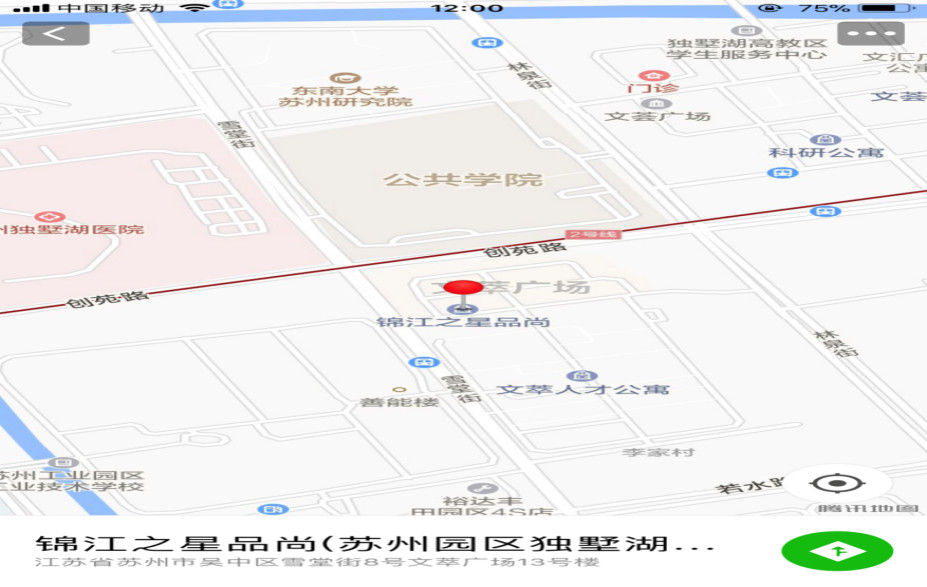 中国移动 12:00 75%
独墅湖高教区
学生服务中心
文汇广
公寓
林泉街
东南大学
苏州研究院
门诊
文荟广场
文荟
雪堂街
科研公寓
公共学院
州独墅湖医院
2号线
创苑路
创苑路
文萃广场
锦江之星品尚
林泉街
雪堂街
文萃人才公寓
善能楼
李家村
苏州工业园区
工业技术学校
若水路
裕达丰
田园区4S店
腾讯地图
锦江之星品尚(苏州园区独墅湖...
江苏省苏州市吴中区雪堂街8号文萃广场13号楼